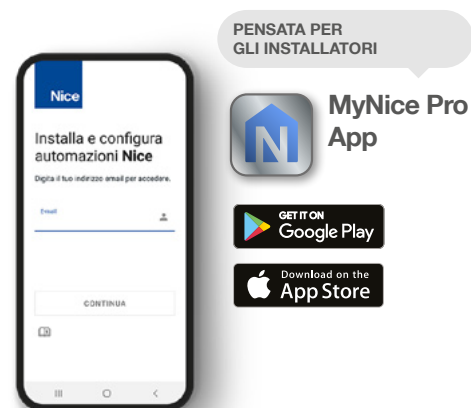 PENSATA PER
GLI INSTALLATORI
MyNice Pro
App
GET IT ON
Google Play
Download on the
App Store
Nice
Installa e configura
automazioni Nice
Digita il tuo indirizzo email per accedere.
Email
CONTINUA